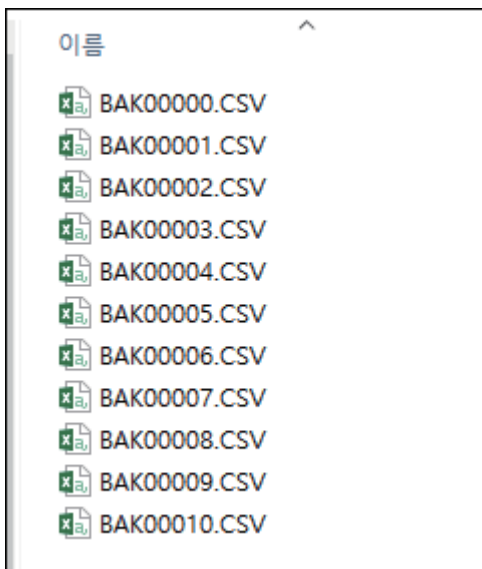 이름
BAK00000.CSV
BAK00001.CSV
BAK00002.CSV
BAK00003.CSV
BAK00004.CSV
BAK00005.CSV
BAK00006.CSV
BAK00007.CSV
BAK00008.CSV
BAK00009.CSV
BAK00010.CSV